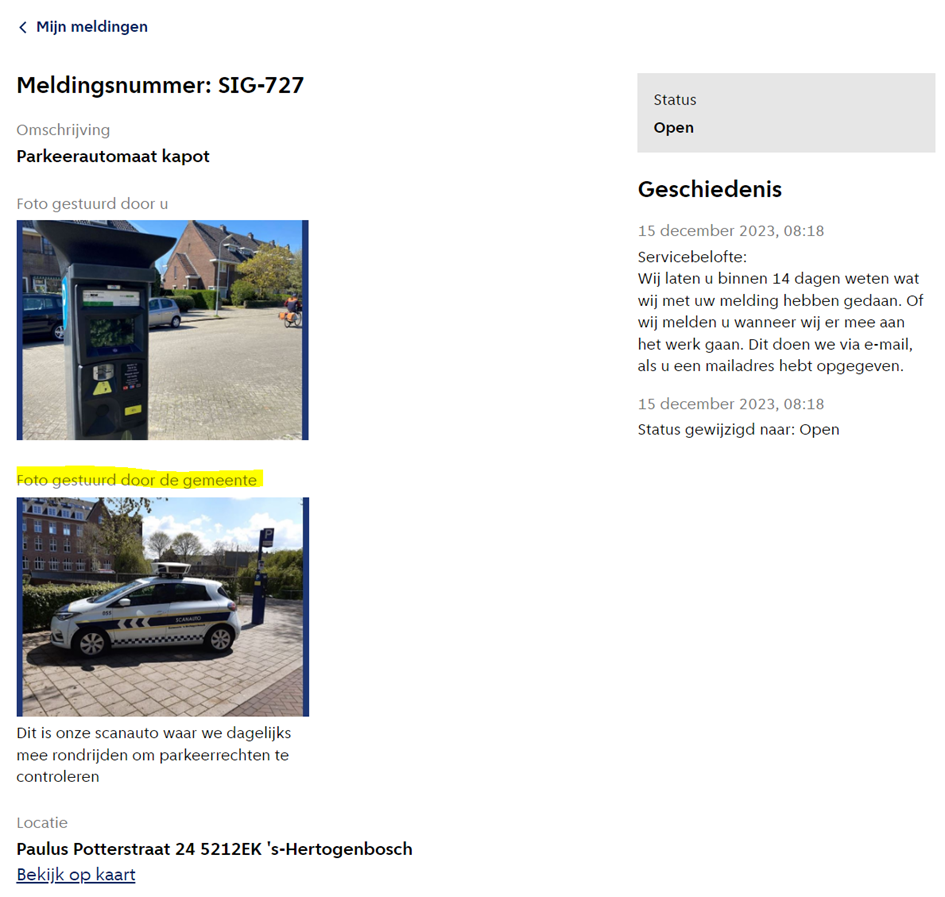 Mijn meldingen
Meldingsnummer: SIG-727
Omschrijving
Parkeerautomaat kapot
Foto gestuurd door u
Foto gestuurd door de gemeente
P
SCANAUTO
Dit is onze scanauto waar we dagelijks
mee rondrijden om parkeerrechten te
controleren
Locatie
Paulus Potterstraat 24 5212EK 's-Hertogenbosch
Bekijk op kaart
Status
Open
Geschiedenis
15 december 2023, 08:18
Servicebelofte:
Wij laten u binnen 14 dagen weten wat
wij met uw melding hebben gedaan. Of
wij melden u wanneer wij er mee aan
het werk gaan. Dit doen we via e-mail,
als u een mailadres hebt opgegeven.
15 december 2023, 08:18
Status gewijzigd naar: Open